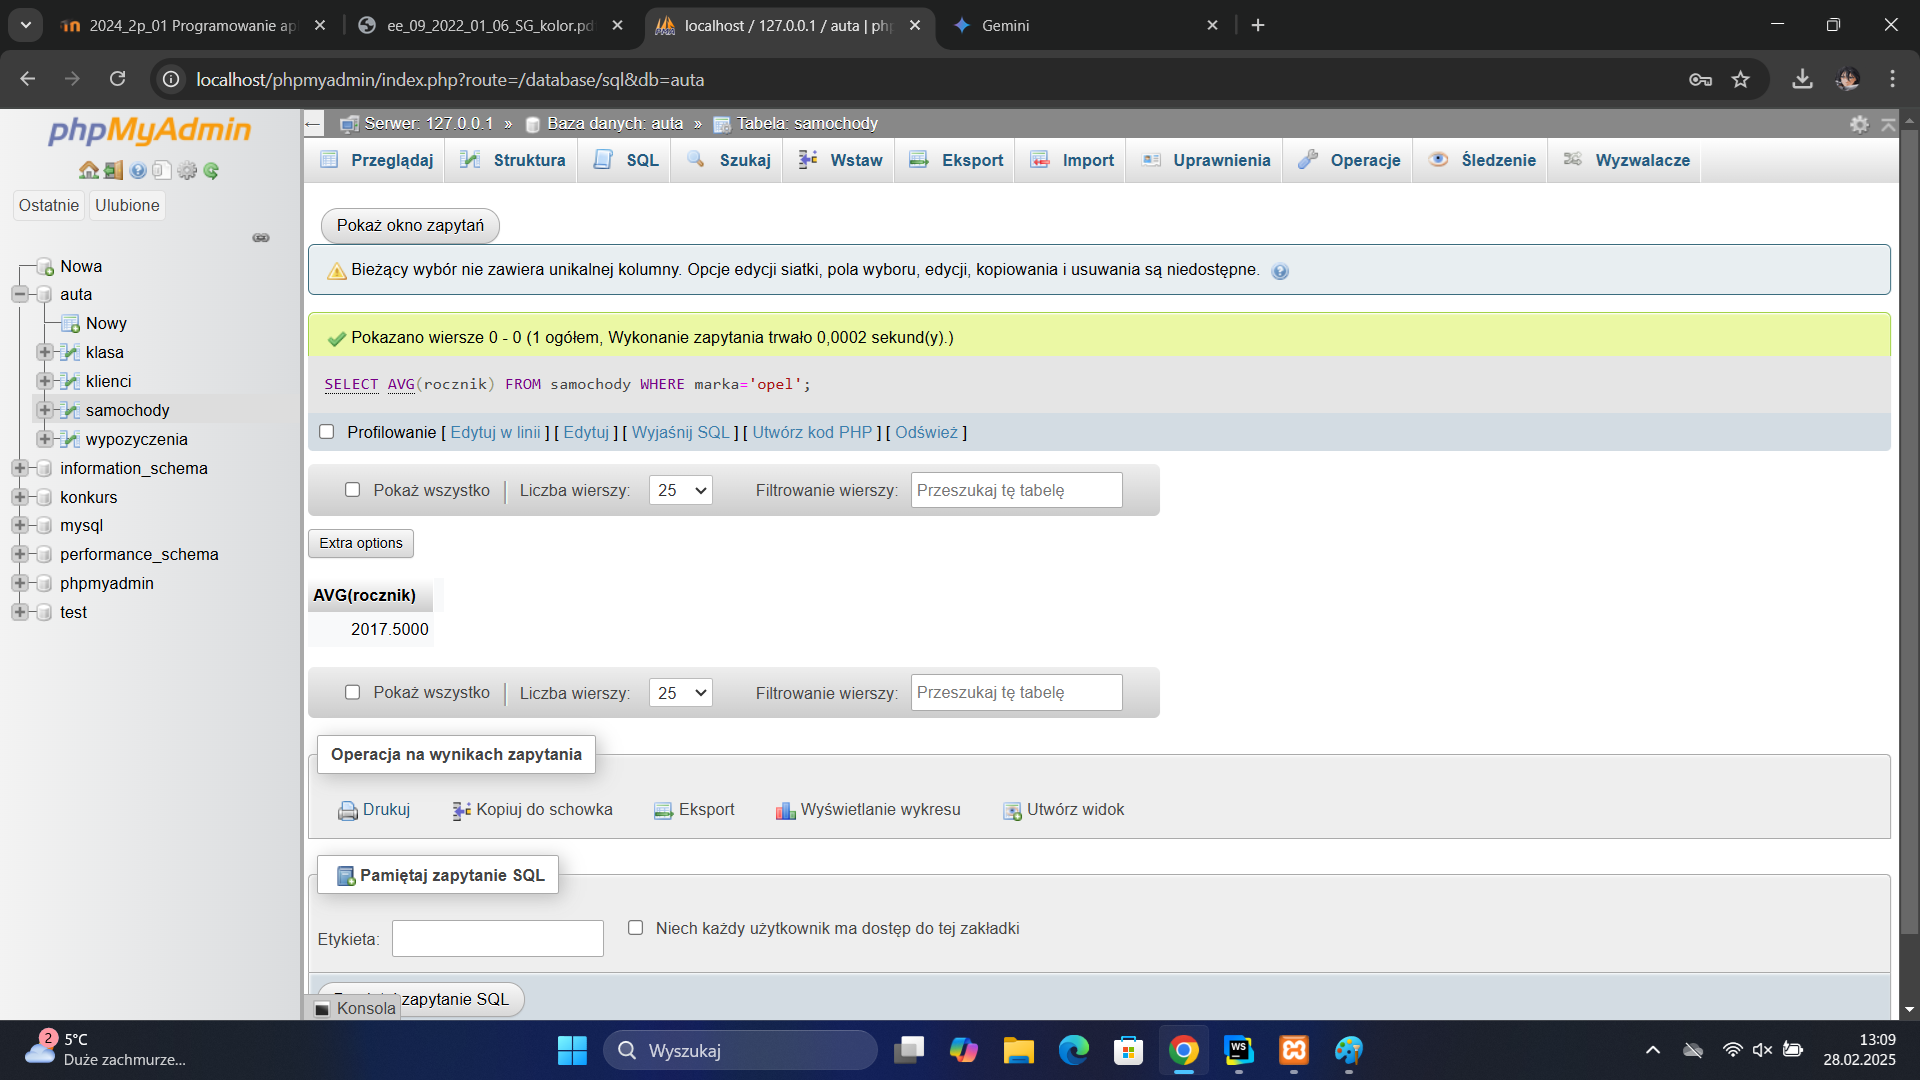 2024_2p_01 Programowanie ap
ee_09_2022_01_06_SG_kolor.pd
localhost / 127.0.0.1 / auta | ph
Gemini
localhost/phpmyadmin/index.php?route=/database/sql&db=auta
phpMyAdmin
Ostatnie
Ulubione
Nowa
auta
Nowy
klasa
klienci
samochody
wypozyczenia
information_schema
konkurs
mysql
performance_schema
phpmyadmin
test
Serwer: 127.0.0.1 » Baza danych: auta » Tabela: samochody
Przeglądaj Struktura SQL Szukaj Wstaw Eksport Import Uprawnienia Operacje Śledzenie Wyzwalacze
Pokaż okno zapytań
Bieżący wybór nie zawiera unikalnej kolumny. Opcje edycji siatki, pola wyboru, edycji, kopiowania i usuwania są niedostępne.
Pokazano wiersze 0 - 0 (1 ogółem, Wykonanie zapytania trwało 0,0002 sekund(y).)
SELECT AVG(rocznik) FROM samochody WHERE marka='opel';
Profilowanie [ Edytuj w linii ] [ Edytuj ] [ Wyjaśnij SQL ] [ Utwórz kod PHP ] [ Odśwież ]
Pokaż wszystko Liczba wierszy: 25 Filtrowanie wierszy: Przeszukaj tę tabelę
Extra options
AVG(rocznik)
2017.5000
Pokaż wszystko Liczba wierszy: 25 Filtrowanie wierszy: Przeszukaj tę tabelę
Operacja na wynikach zapytania
Drukuj Kopiuj do schowka Eksport Wyświetlanie wykresu Utwórz widok
Pamiętaj zapytanie SQL
Etykieta: Niech każdy użytkownik ma dostęp do tej zakładki
zapytanie SQL
Konsola
2
5°C
Duże zachmurze...
Wyszukaj
WS
13:09
28.02.2025